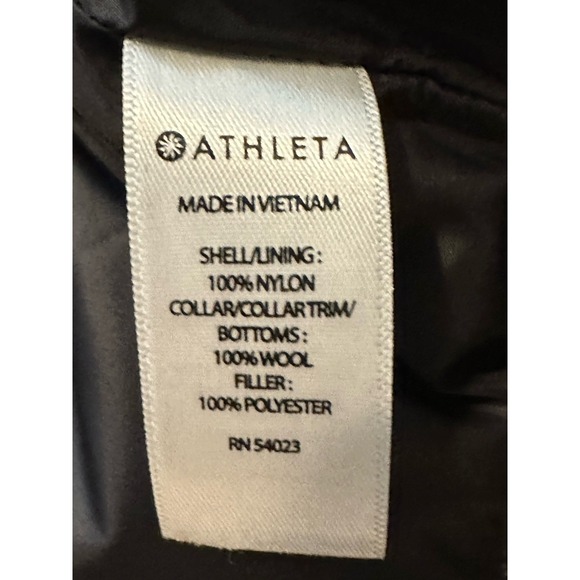 ATHLETA
MADE IN VIETNAM
SHELL/LINING :
100% NYLON
COLLAR/COLLAR TRIM/
BOTTOMS :
100% WOOL
FILLER :
100% POLYESTER
RN 54023